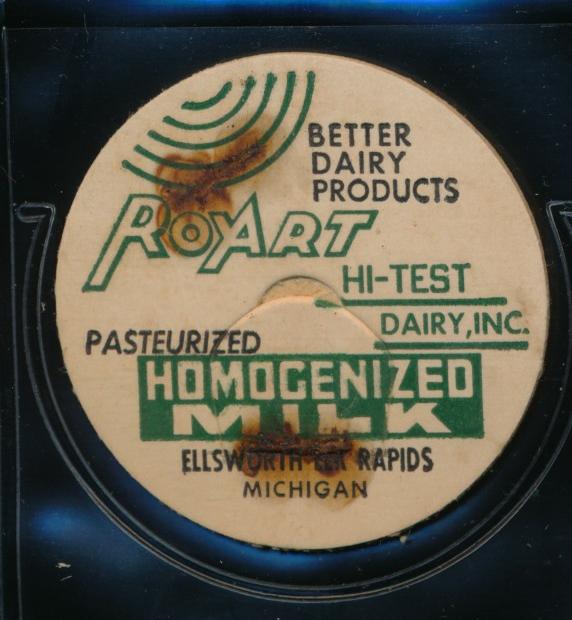 BETTER
DAIRY
PRODUCTS
ROYART
HI-TEST
DAIRY, INC.
PASTEURIZED
HOMOGENIZED
MILK
ELLSWORTH-ELK RAPIDS
MICHIGAN